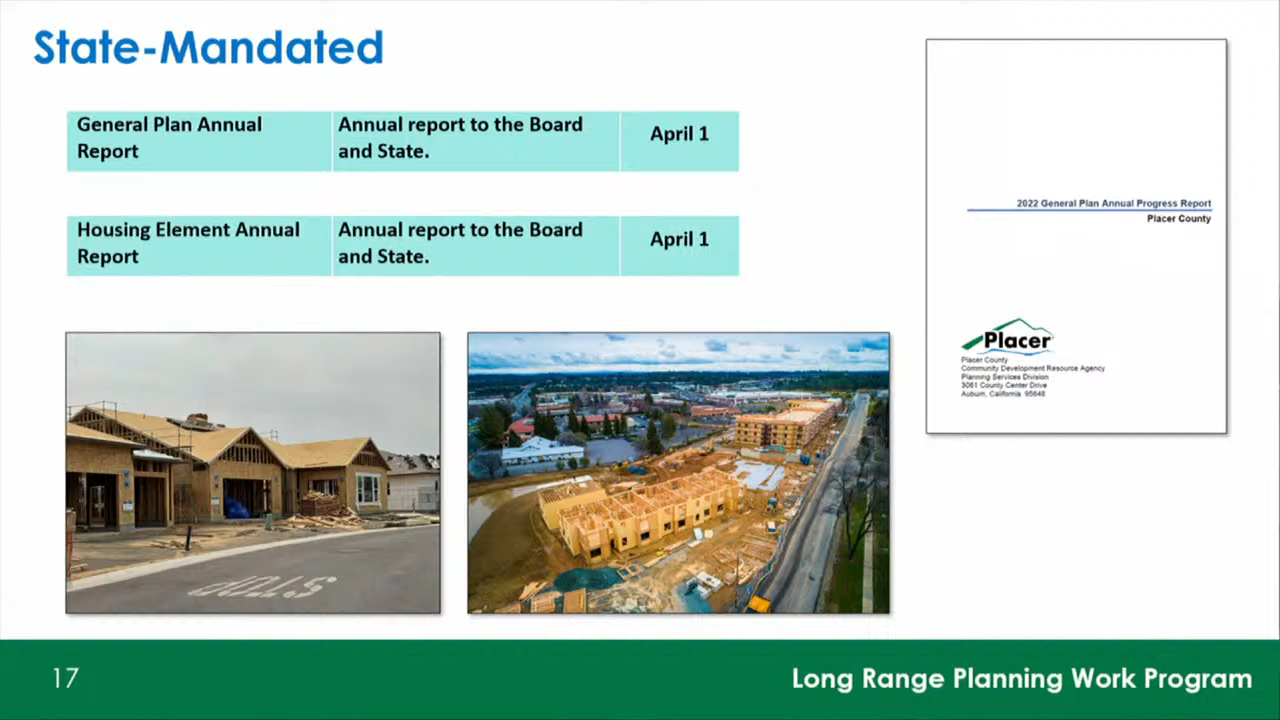 State-Mandated
General Plan Annual
Report
Annual report to the Board
and State.
April 1
Housing Element Annual
Report
Annual report to the Board
and State.
April 1
2022 General Plan Annual Progress Report
Placer County
Placer
Placer County
Community Development Resource Agency
Planning Services Division
3061 County Center Drive
Auburn, California 95648
STOP
17
Long Range Planning Work Program